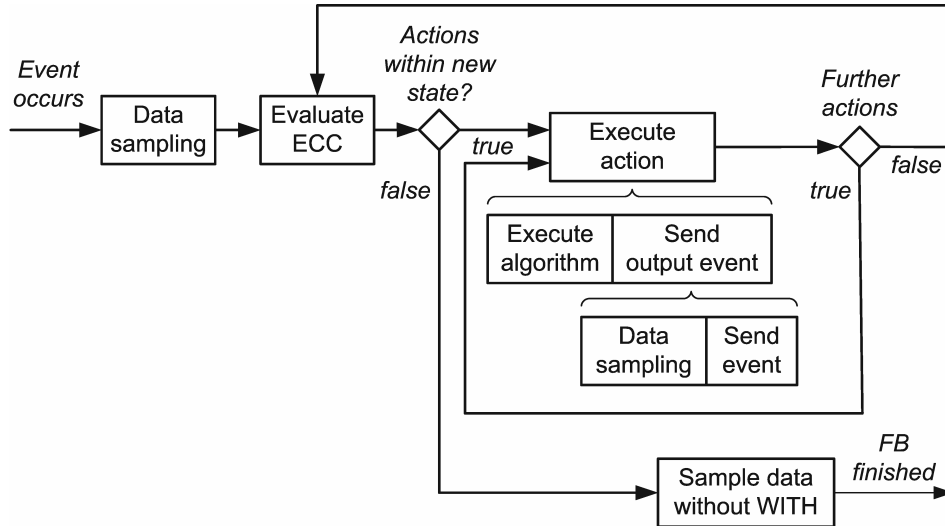 Event
occurs
Data
sampling
Evaluate
ECC
Actions
within new
state?
true
false
Execute
action
Further
actions
false
true
Execute
algorithm
Send
output event
Data
sampling
Send
event
Sample data
without WITH
FB
finished